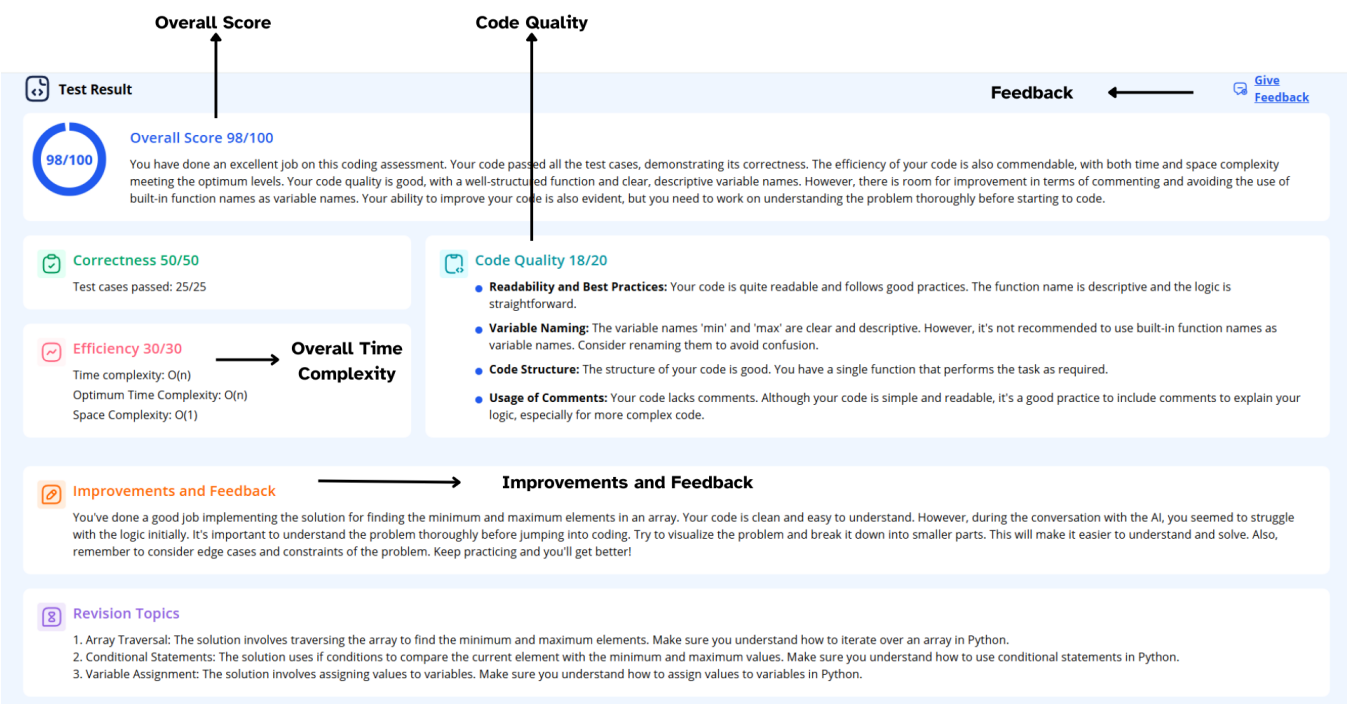 Overall Score
Code Quality
Test Result
Feedback
Give
Feedback
98/100
Overall Score 98/100
You have done an excellent job on this coding assessment. Your code passed all the test cases, demonstrating its correctness. The efficiency of your code is also commendable, with both time and space complexity
meeting the optimum levels. Your code quality is good, with a well-structured function and clear, descriptive variable names. However, there is room for improvement in terms of commenting and avoiding the use of
built-in function names as variable names. Your ability to improve your code is also evident, but you need to work on understanding the problem thoroughly before starting to code.
Correctness 50/50
Test cases passed: 25/25
Efficiency 30/30
Time complexity: O(n)
Optimum Time Complexity: O(n)
Space Complexity: O(1)
Overall Time
Complexity
Code Quality 18/20
Readability and Best Practices: Your code is quite readable and follows good practices. The function name is descriptive and the logic is
straightforward.
Variable Naming: The variable names 'min' and 'max' are clear and descriptive. However, it's not recommended to use built-in function names as
variable names. Consider renaming them to avoid confusion.
Code Structure: The structure of your code is good. You have a single function that performs the task as required.
Usage of Comments: Your code lacks comments. Although your code is simple and readable, it's a good practice to include comments to explain your
logic, especially for more complex code.
Improvements and Feedback
Improvements and Feedback
You've done a good job implementing the solution for finding the minimum and maximum elements in an array. Your code is clean and easy to understand. However, during the conversation with the AI, you seemed to struggle
with the logic initially. It's important to understand the problem thoroughly before jumping into coding. Try to visualize the problem and break it down into smaller parts. This will make it easier to understand and solve. Also,
remember to consider edge cases and constraints of the problem. Keep practicing and you'll get better!
Revision Topics
1. Array Traversal: The solution involves traversing the array to find the minimum and maximum elements. Make sure you understand how to iterate over an array in Python.
2. Conditional Statements: The solution uses if conditions to compare the current element with the minimum and maximum values. Make sure you understand how to use conditional statements in Python.
3. Variable Assignment: The solution involves assigning values to variables. Make sure you understand how to assign values to variables in Python.